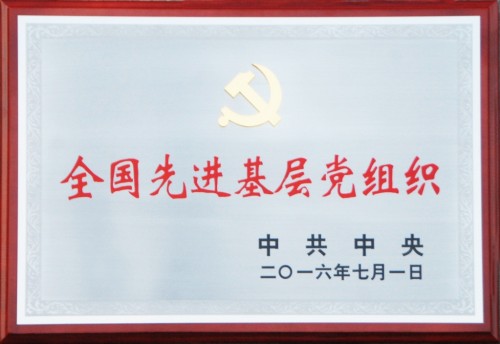 全国先进基层党组织
中共中央
二〇一六年七月一日